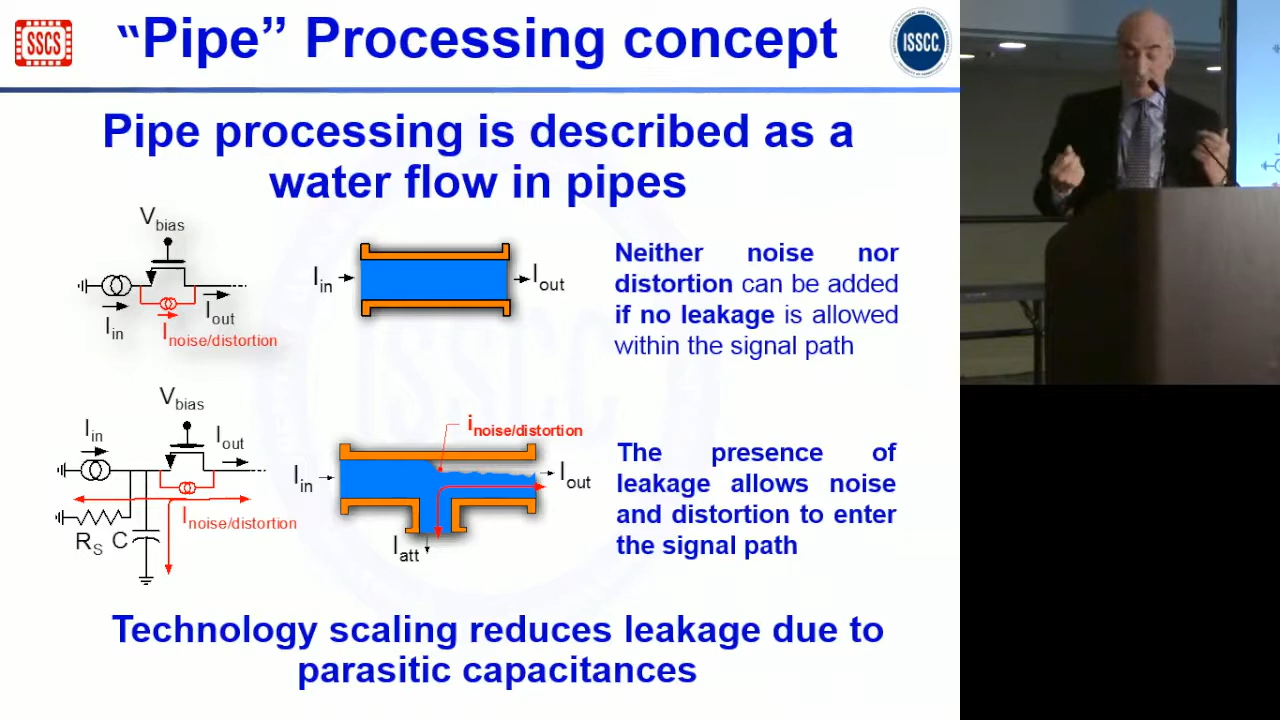 SSCS
“Pipe” Processing concept
ISSCC.
Pipe processing is described as a
water flow in pipes
Vbias
Iin
Iout
Inoise/distortion
Iin
Iout
Neither noise nor
distortion can be added
if no leakage is allowed
within the signal path
Vbias
Iin
Iout
Inoise/distortion
RS C
inoise/distortion
Iin
Iout
Iatt
The presence of
leakage allows noise
and distortion to enter
the signal path
Technology scaling reduces leakage due to
parasitic capacitances